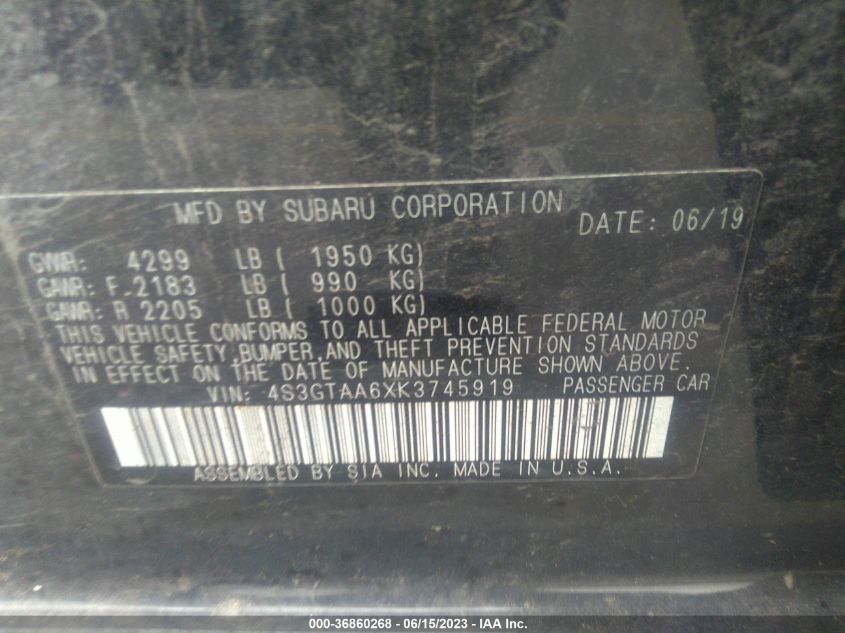 MFD BY SUBARU CORPORATION DATE: 06/19
GVWR: 4299 LB ( 1950 KG)
GAWR: F 2183 LB ( 990 KG)
GAWR: R 2205 LB ( 1000 KG)
THIS VEHICLE CONFORMS TO ALL APPLICABLE FEDERAL MOTOR
VEHICLE SAFETY,BUMPER,AND THEFT PREVENTION STANDARDS
IN EFFECT ON THE DATE OF MANUFACTURE SHOWN ABOVE.
VIN: 4S3GTAA6XK3745919 PASSENGER CAR
ASSEMBLED BY SIA INC. MADE IN U.S.A.
000-36860268 - 06/15/2023 - IAA Inc.